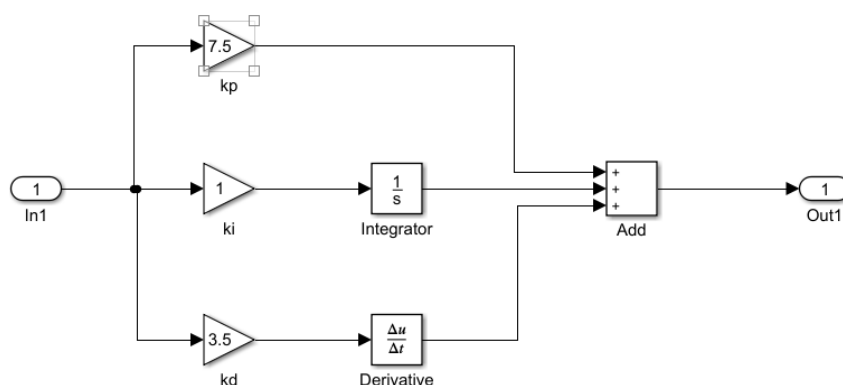 7.5
kp
1
In1
1
ki
1
s
Integrator
+
+
+
Add
1
Out1
3.5
kd
Δu
Δt
Derivative